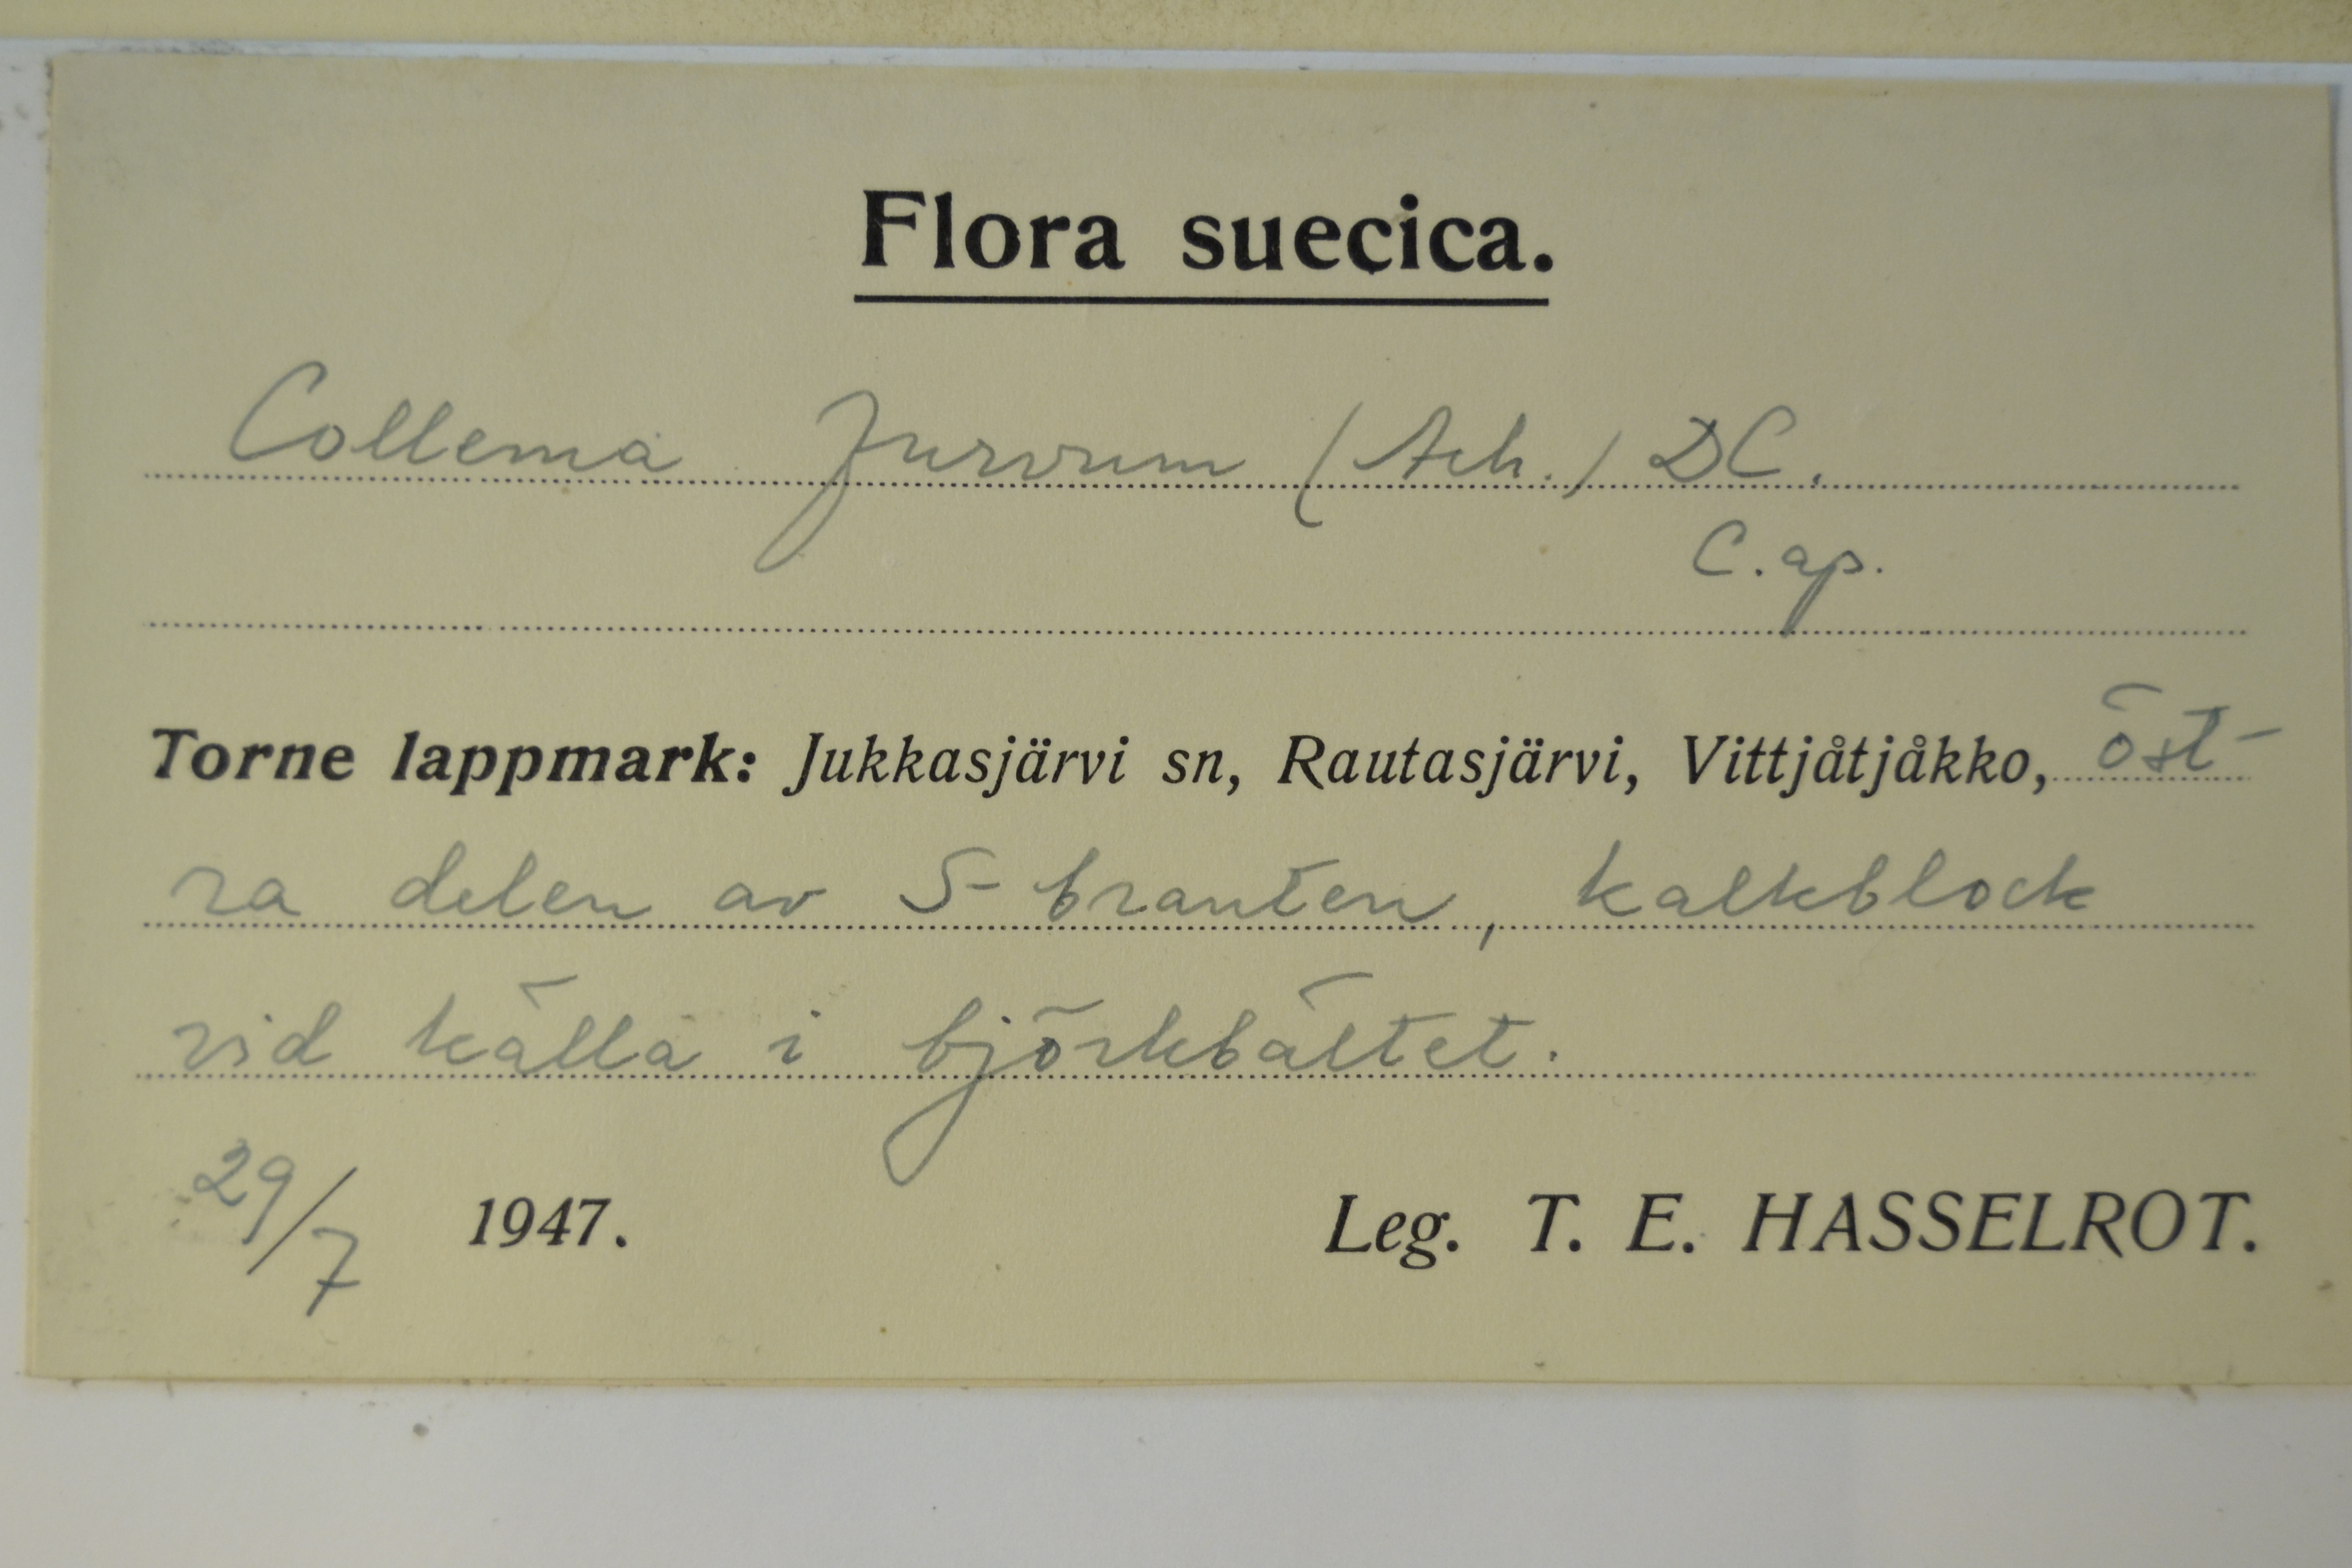 Flora suecica.
Collema furvum (Ach.) DC.
C. ap.
Torne lappmark: Jukkasjärvi sn, Rautasjärvi, Vittjåtjåkko, öst-
ra delen av S-branten, kalkblock
vid källa i björkbältet.
29/7 1947. Leg. T. E. HASSELROT.